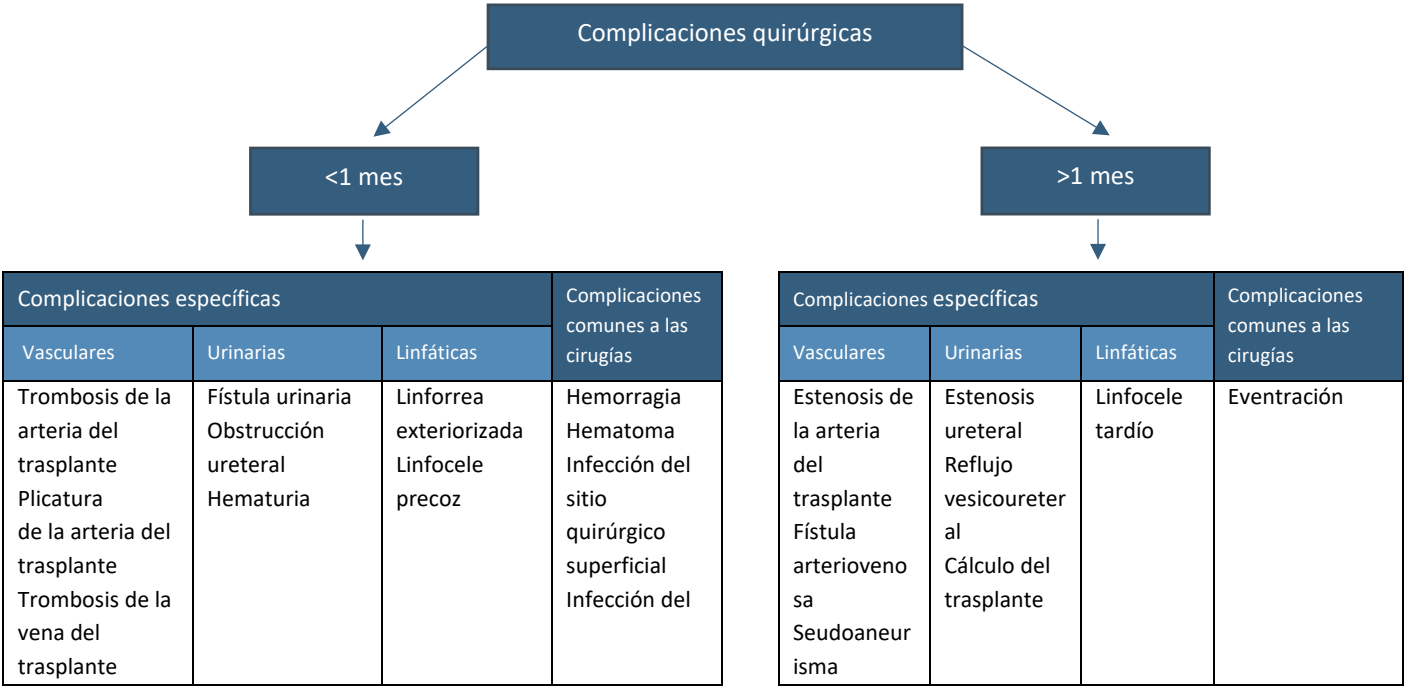 Complicaciones quirúrgicas
<1 mes
>1 mes
Complicaciones específicas
Complicaciones
comunes a las
cirugías
Vasculares
Urinarias
Linfáticas
Trombosis de la
arteria del
trasplante
Plicatura
de la arteria del
trasplante
Trombosis de la
vena del
trasplante
Fístula urinaria
Obstrucción
ureteral
Hematuria
Linforrea
exteriorizada
Linfocele
precoz
Hemorragia
Hematoma
Infección del
sitio
quirúrgico
superficial
Infección del
Complicaciones específicas
Complicaciones
comunes a las
cirugías
Vasculares
Urinarias
Linfáticas
Estenosis de
la arteria
del
trasplante
Fístula
arterioveno
sa
Seudoaneur
isma
Estenosis
ureteral
Reflujo
vesicoureter
al
Cálculo del
trasplante
Linfocele
tardío
Eventración